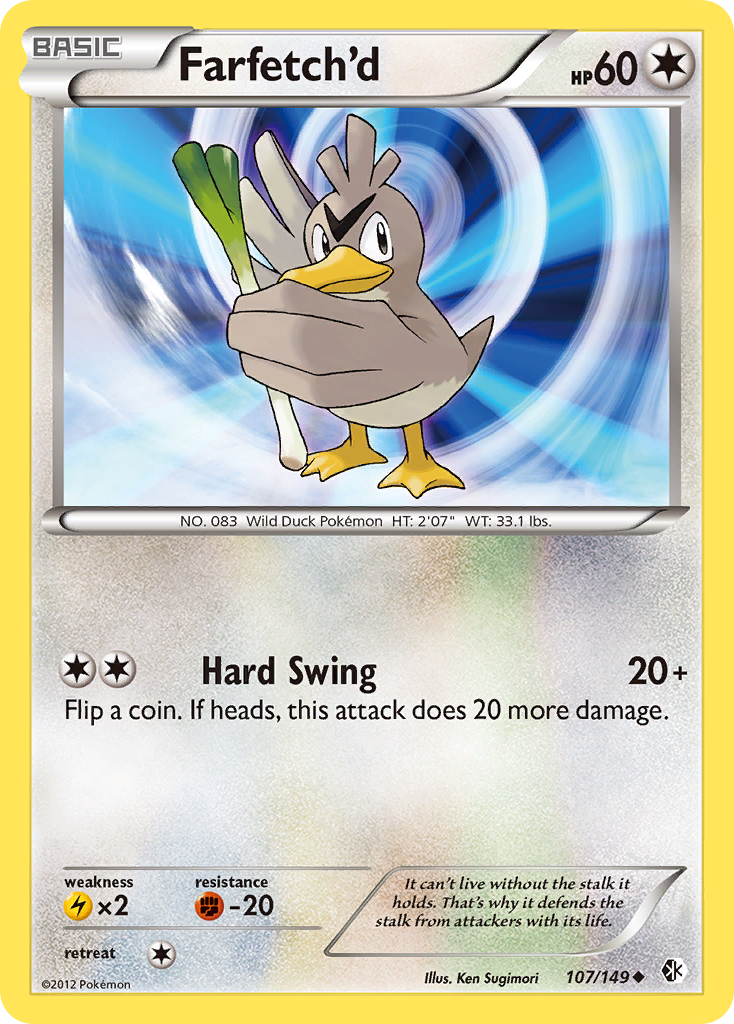 BASIC
Farfetch'd
HP60
NO. 083 Wild Duck Pokémon HT: 2'07" WT: 33.1 lbs.
Hard Swing 20+
Flip a coin. If heads, this attack does 20 more damage.
weakness resistance
×2 -20
It can't live without the stalk it
holds. That's why it defends the
stalk from attackers with its life.
retreat
©2012 Pokémon
Illus. Ken Sugimori 107/149